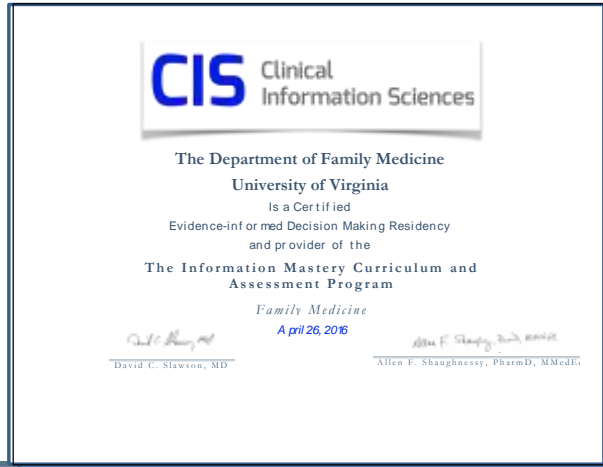 CIS Clinical
Information Sciences
The Department of Family Medicine
University of Virginia
Is a Certified
Evidence-informed Decision Making Residency
and provider of the
The Information Mastery Curriculum and
Assessment Program
Family Medicine
April 26, 2016
David C. Slawson, MD
Allen F. Shaughnessy, PharmD, MMedEd